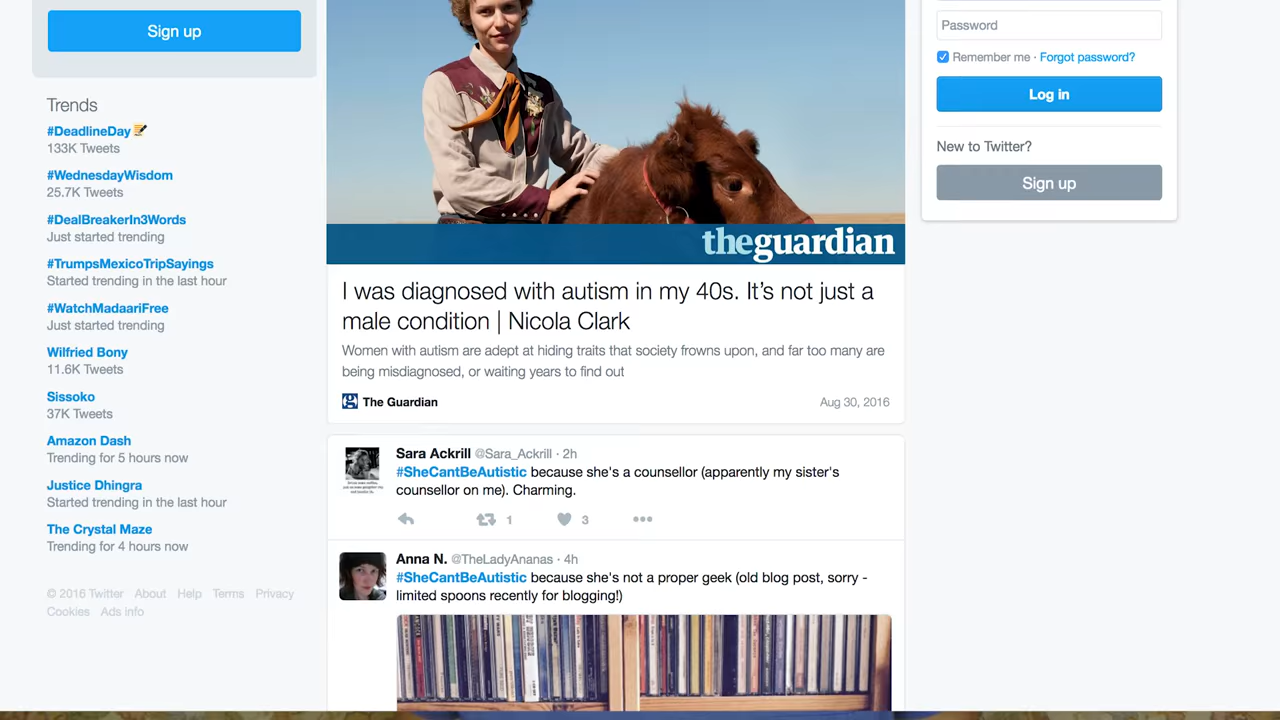 Sign up
Trends
#DeadlineDay
133K Tweets
#WednesdayWisdom
25.7K Tweets
#DealBreakerIn3Words
Just started trending
#TrumpsMexicoTripSayings
Started trending in the last hour
#WatchMadaariFree
Just started trending
Wilfried Bony
11.6K Tweets
Sissoko
37K Tweets
Amazon Dash
Trending for 5 hours now
Justice Dhingra
Started trending in the last hour
The Crystal Maze
Trending for 4 hours now
© 2016 Twitter About Help Terms Privacy
Cookies Ads info
theguardian
I was diagnosed with autism in my 40s. It’s not just a
male condition | Nicola Clark
Women with autism are adept at hiding traits that society frowns upon, and far too many are
being misdiagnosed, or waiting years to find out
The Guardian
Aug 30, 2016
Sara Ackrill @Sara_Ackrill · 2h
#SheCantBeAutistic because she's a counsellor (apparently my sister's
counsellor on me). Charming.
1 3
Anna N. @TheLadyAnanas · 4h
#SheCantBeAutistic because she's not a proper geek (old blog post, sorry -
limited spoons recently for blogging!)
Password
Remember me · Forgot password?
Log in
New to Twitter?
Sign up